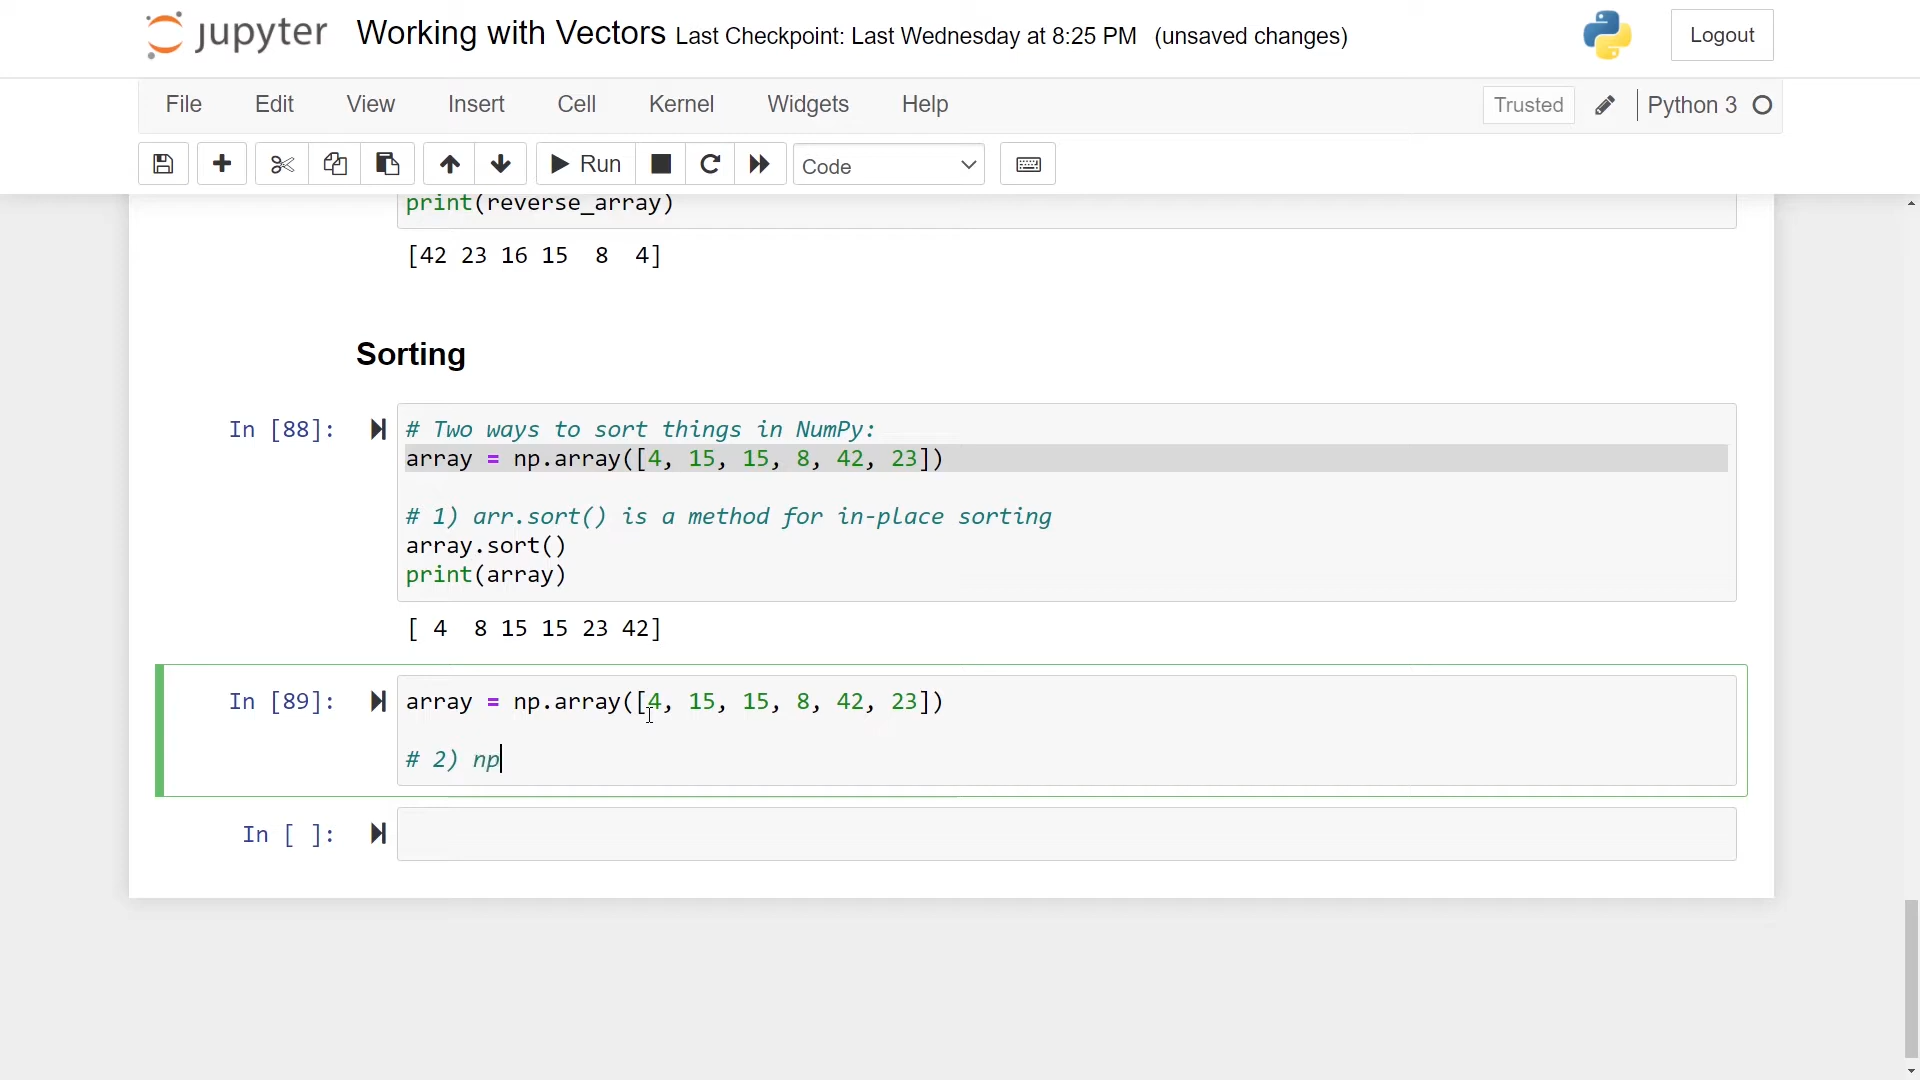 jupyter Working with Vectors Last Checkpoint: Last Wednesday at 8:25 PM (unsaved changes) Logout
File Edit View Insert Cell Kernel Widgets Help Trusted Python 3
Run Code
print(reverse_array)
[42 23 16 15  8  4]
Sorting
In [88]: # Two ways to sort things in NumPy:
array = np.array([4, 15, 15, 8, 42, 23])
# 1) arr.sort() is a method for in-place sorting
array.sort()
print(array)
[ 4  8 15 15 23 42]
In [89]: array = np.array([4, 15, 15, 8, 42, 23])
# 2) np
In [ ]: